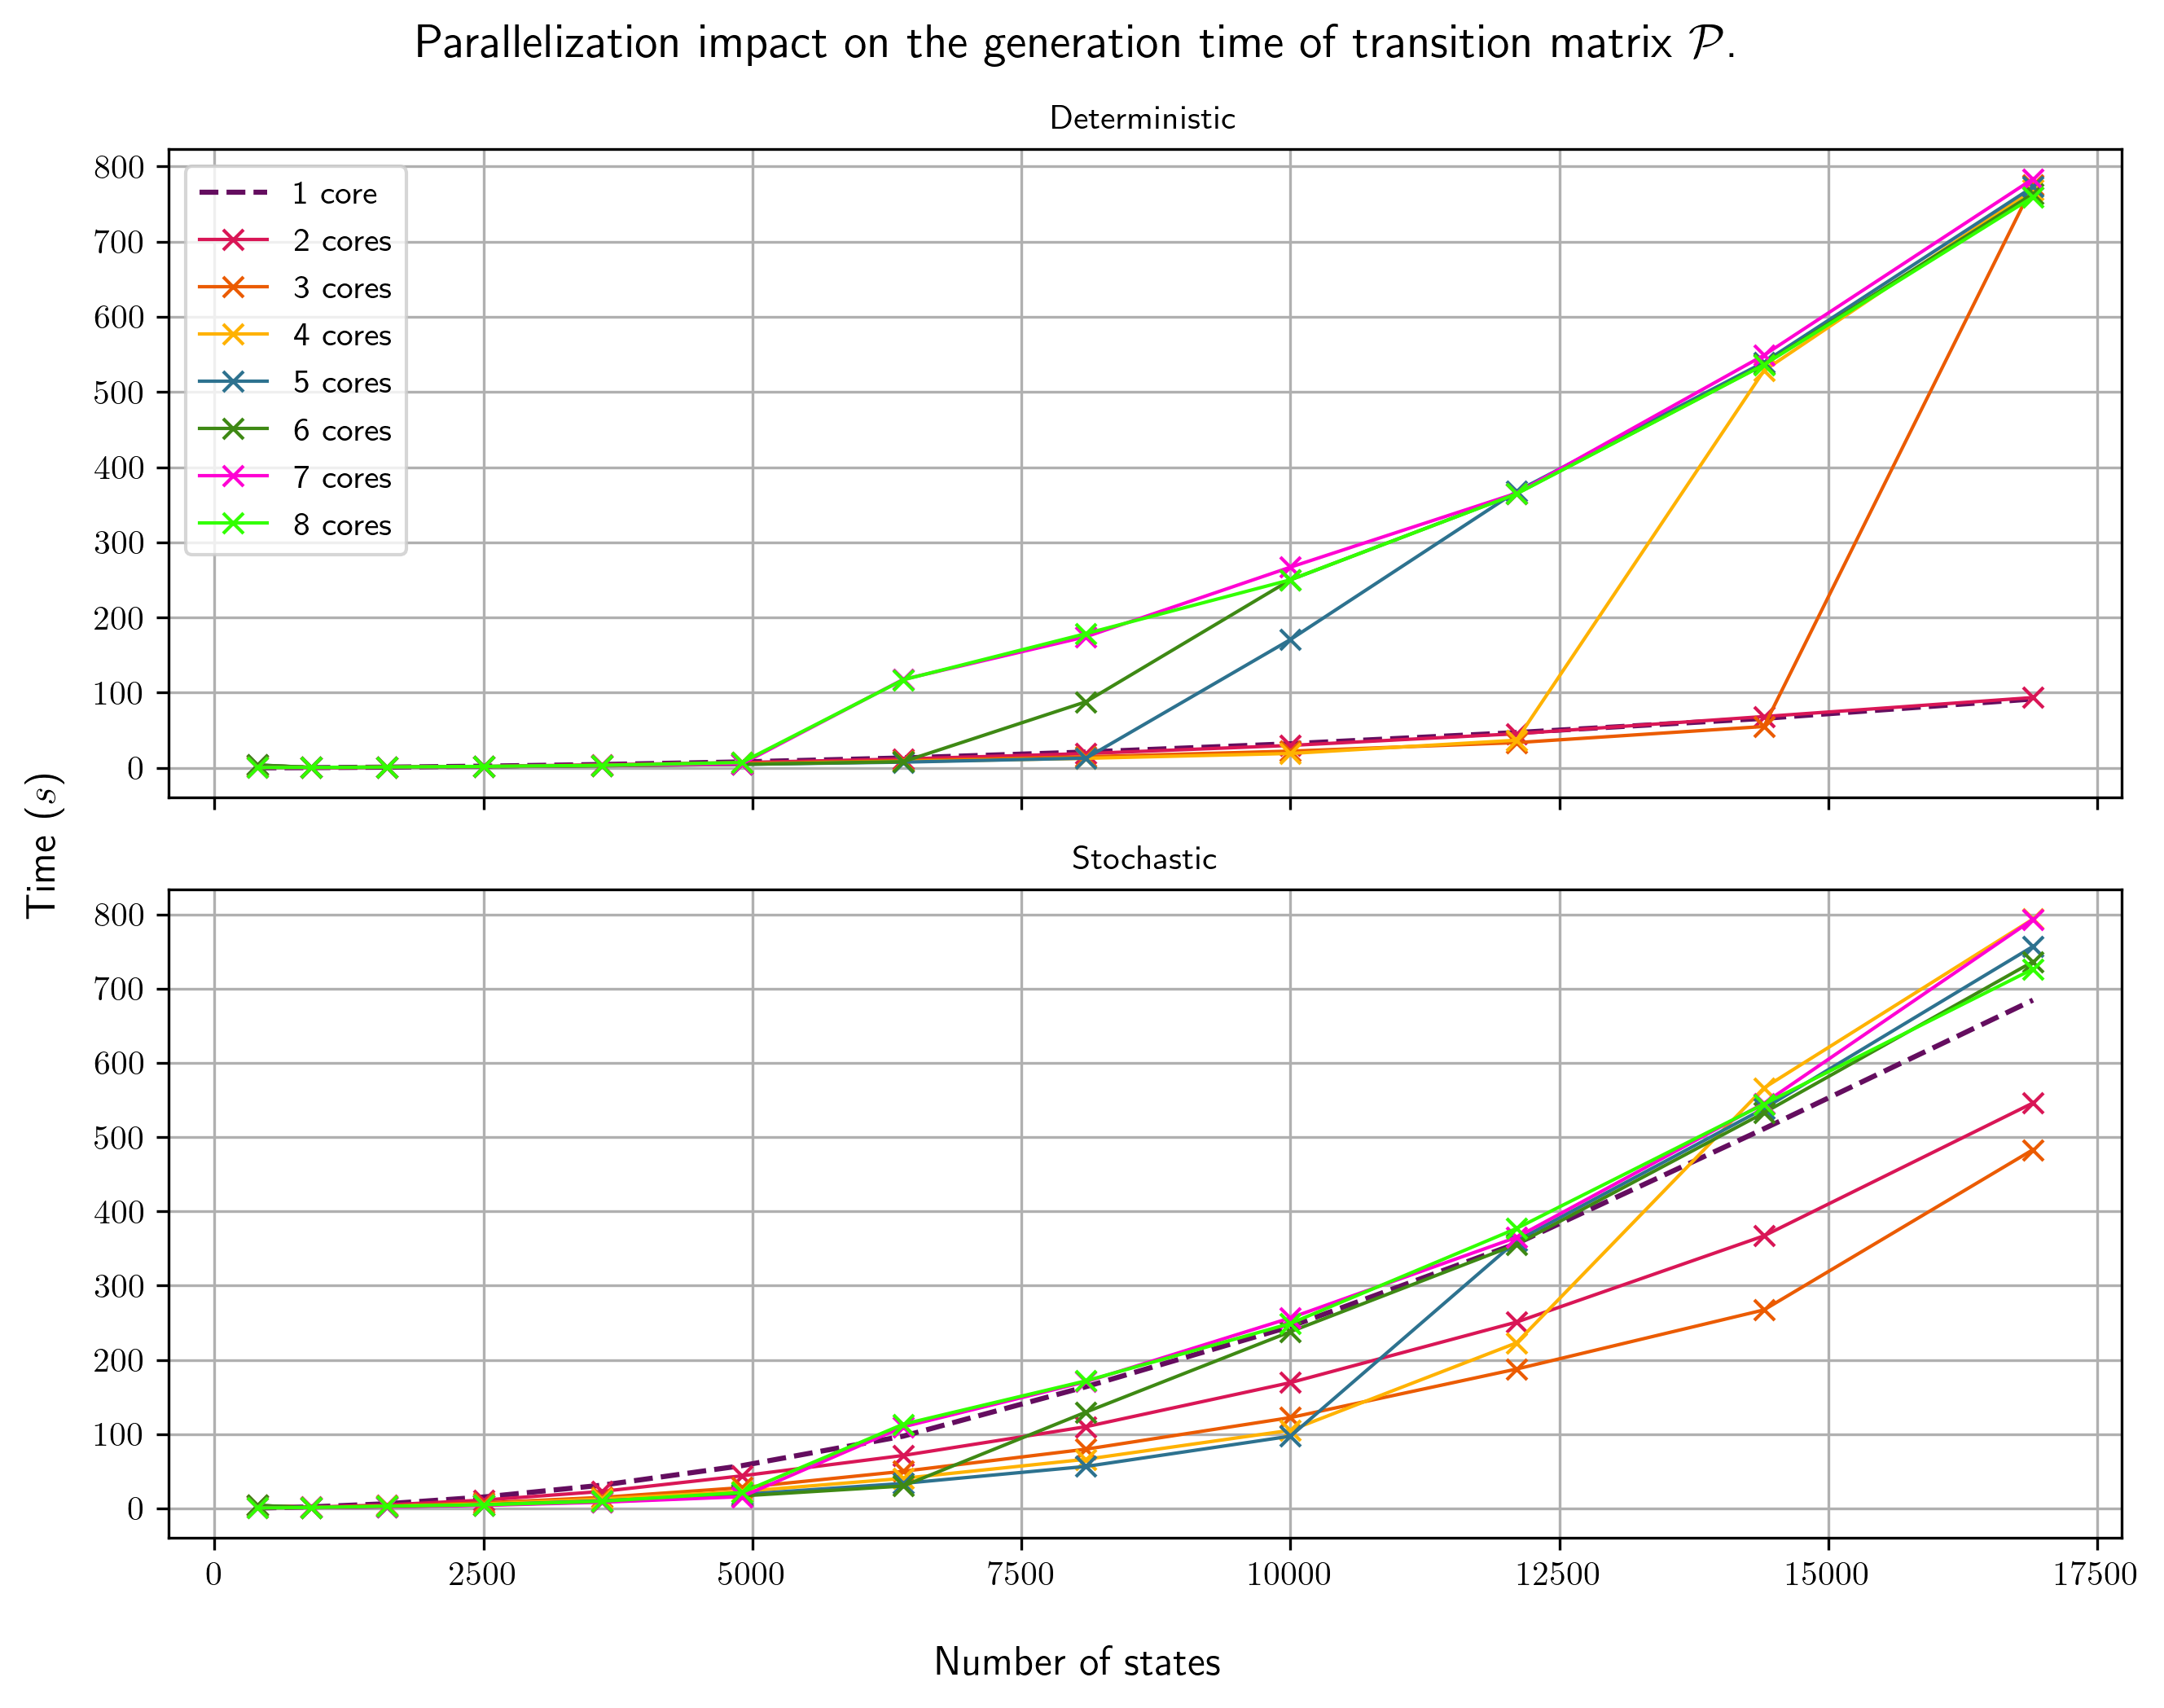 Parallelization impact on the generation time of transition matrix 𝒫.
Deterministic
800
700
600
500
400
300
200
100
0
1 core
2 cores
3 cores
4 cores
5 cores
6 cores
7 cores
8 cores
Time (s)
Stochastic
800
700
600
500
400
300
200
100
0
0 2500 5000 7500 10000 12500 15000 17500
Number of states